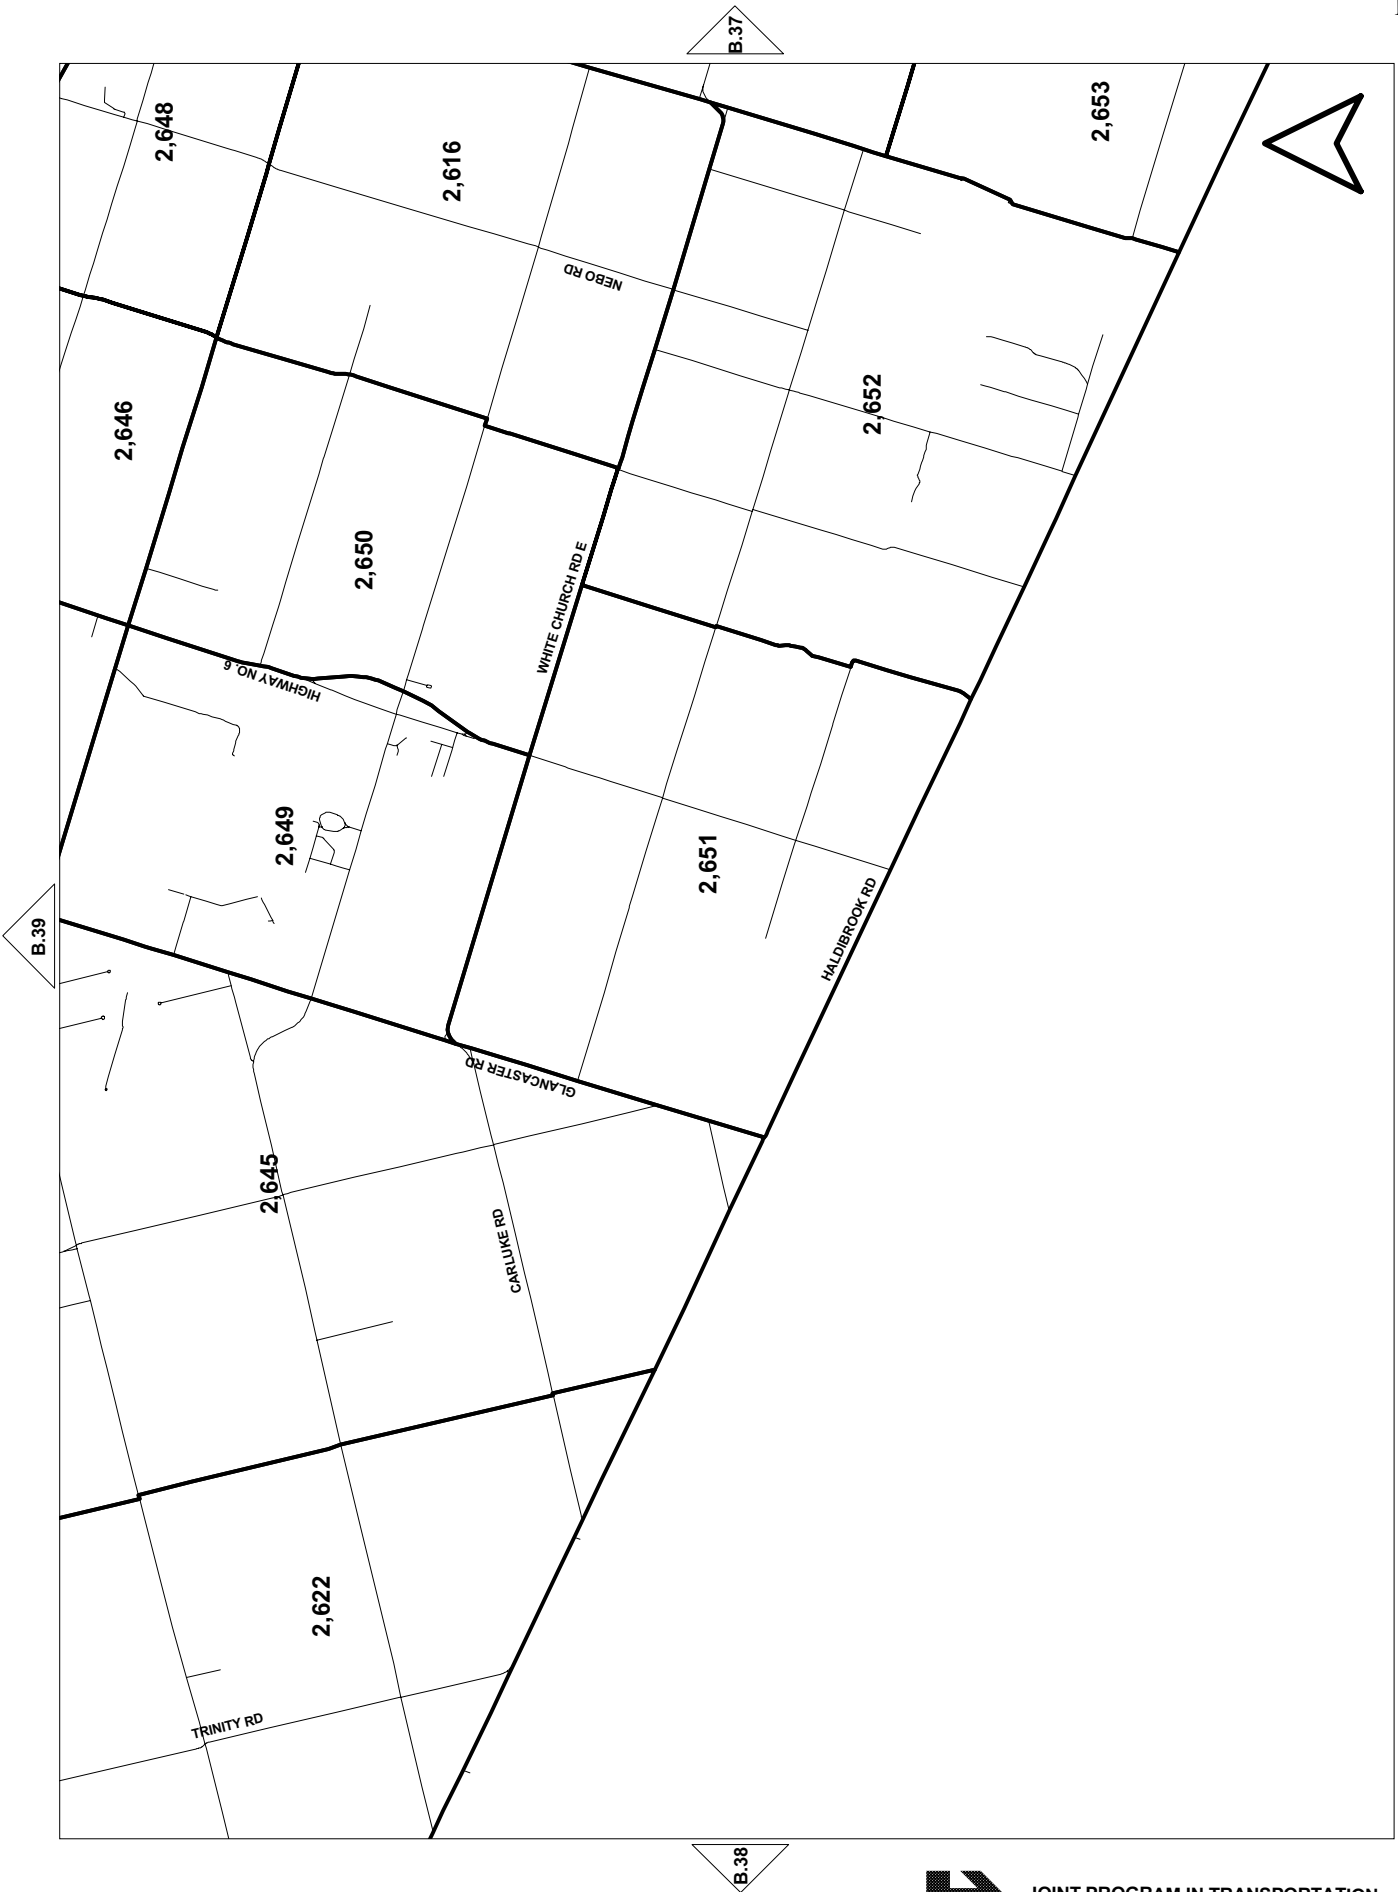 B.37
2,648
2,616
2,653
NEBO RD
2,646
2,652
2,650
WHITE CHURCH RD E
HIGHWAY NO. 6
2,649
2,651
B.39
HALDIBROOK RD
GLANCASTER RD
2,645
CARLUKE RD
2,622
TRINITY RD
B.38
JOINT PROGRAM IN TRANSPORTATION